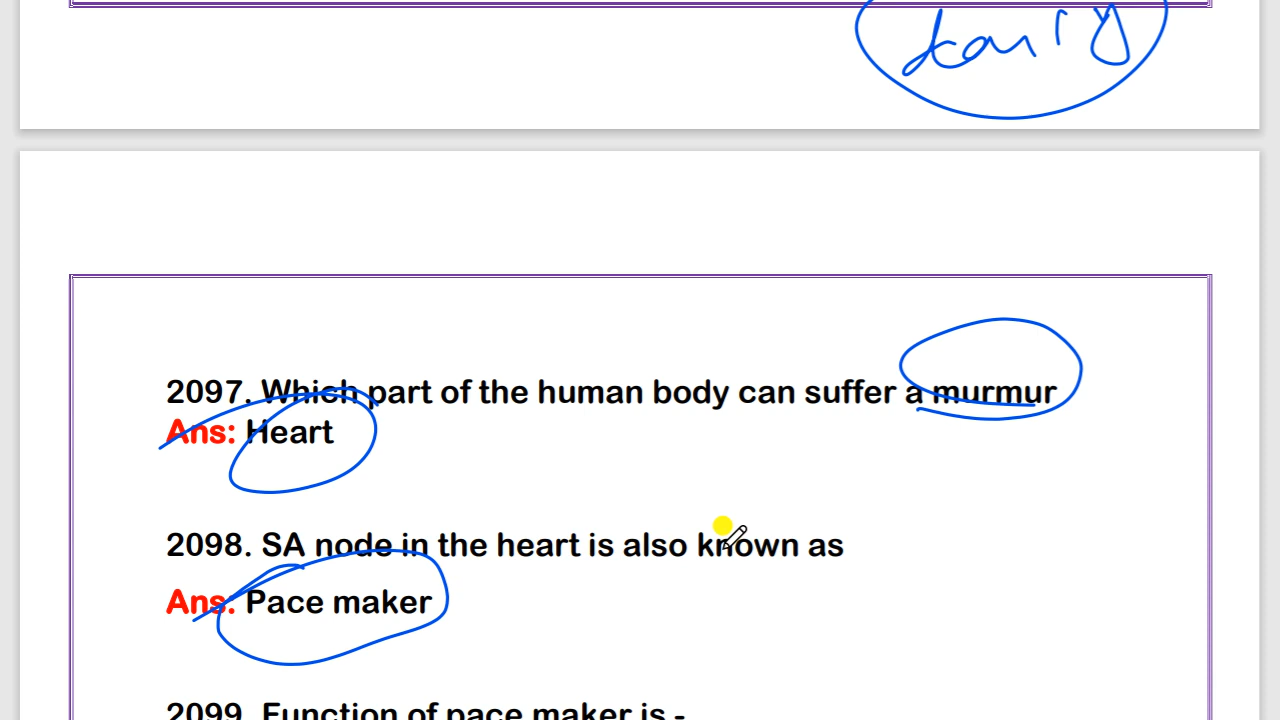 2097. Which part of the human body can suffer a murmur
Ans: Heart
2098. SA node in the heart is also known as
Ans: Pace maker
2099. Function of pace maker is -